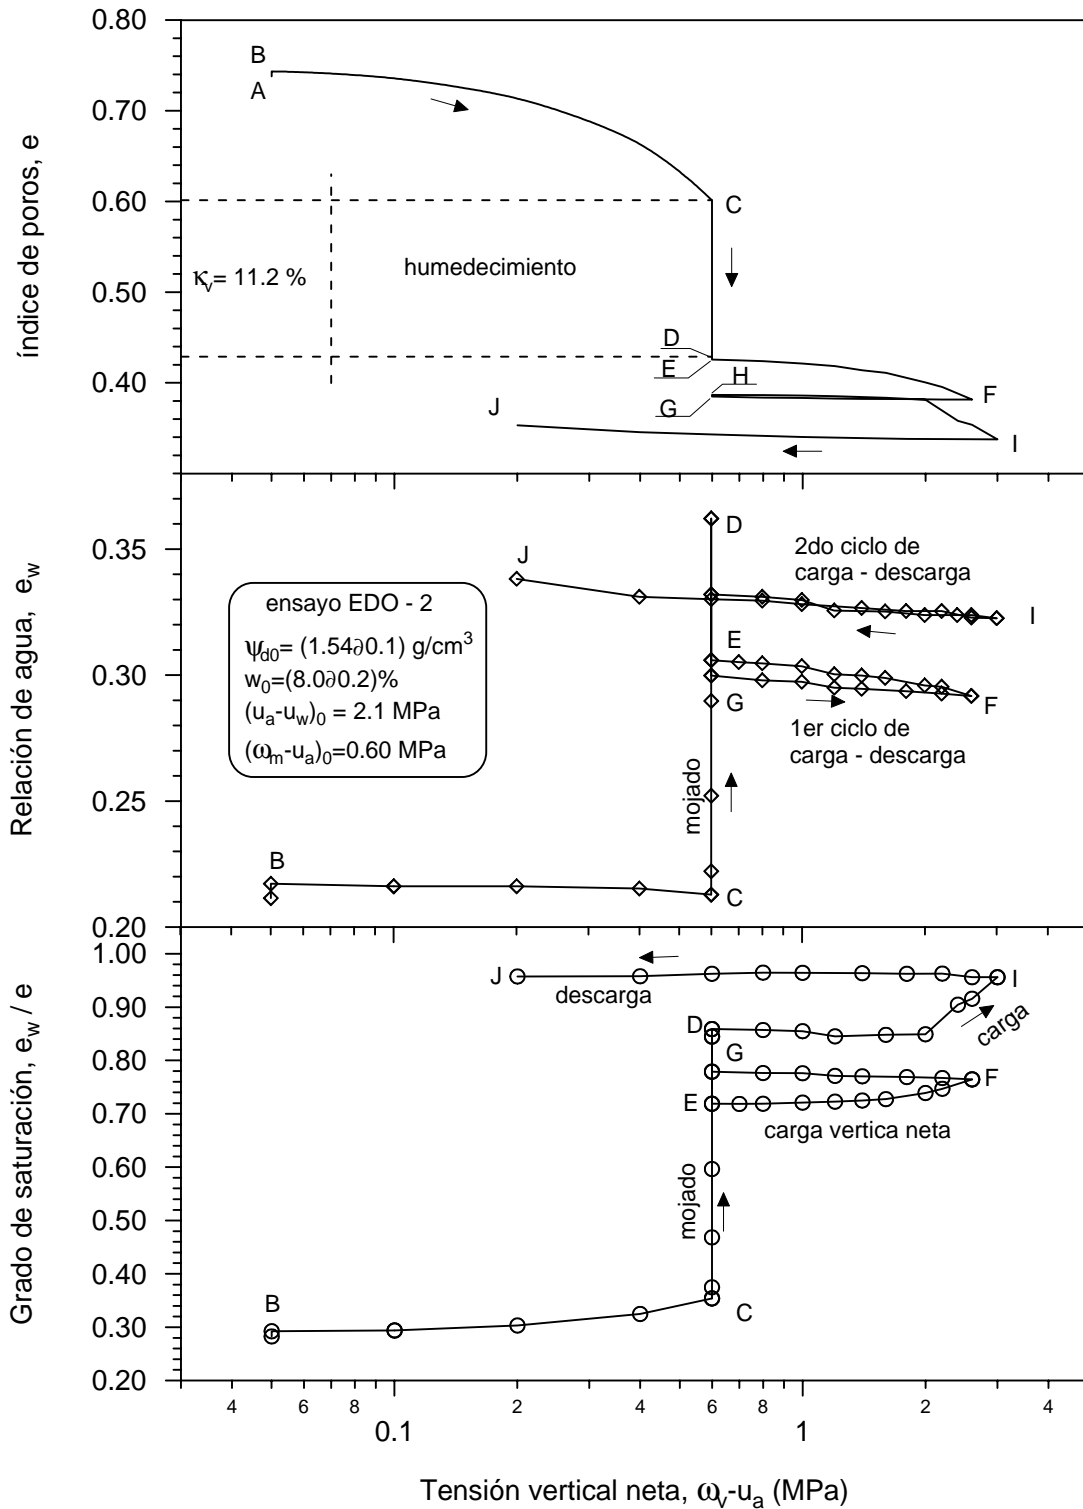 0.80
0.70
0.60
0.50
0.40
índice de poros, e
B
A
C
κv= 11.2 %
humedecimiento
D
E
H
G
F
J
I
0.35
0.30
0.25
0.20
Relación de agua, ew
D
J
2do ciclo de
carga - descarga
I
ensayo EDO - 2
ψd0= (1.54∂0.1) g/cm³
w0=(8.0∂0.2)%
(ua-uw)0 = 2.1 MPa
(ωm-ua)0=0.60 MPa
E
G
F
1er ciclo de
carga - descarga
mojado
B
C
1.00
0.90
0.80
0.70
0.60
0.50
0.40
0.30
0.20
Grado de saturación, ew / e
J
descarga
I
carga
D
G
F
E
carga vertica neta
mojado
B
C
4 6 8 2 4 6 8 2 4
0.1 1
Tensión vertical neta, ωv-ua (MPa)